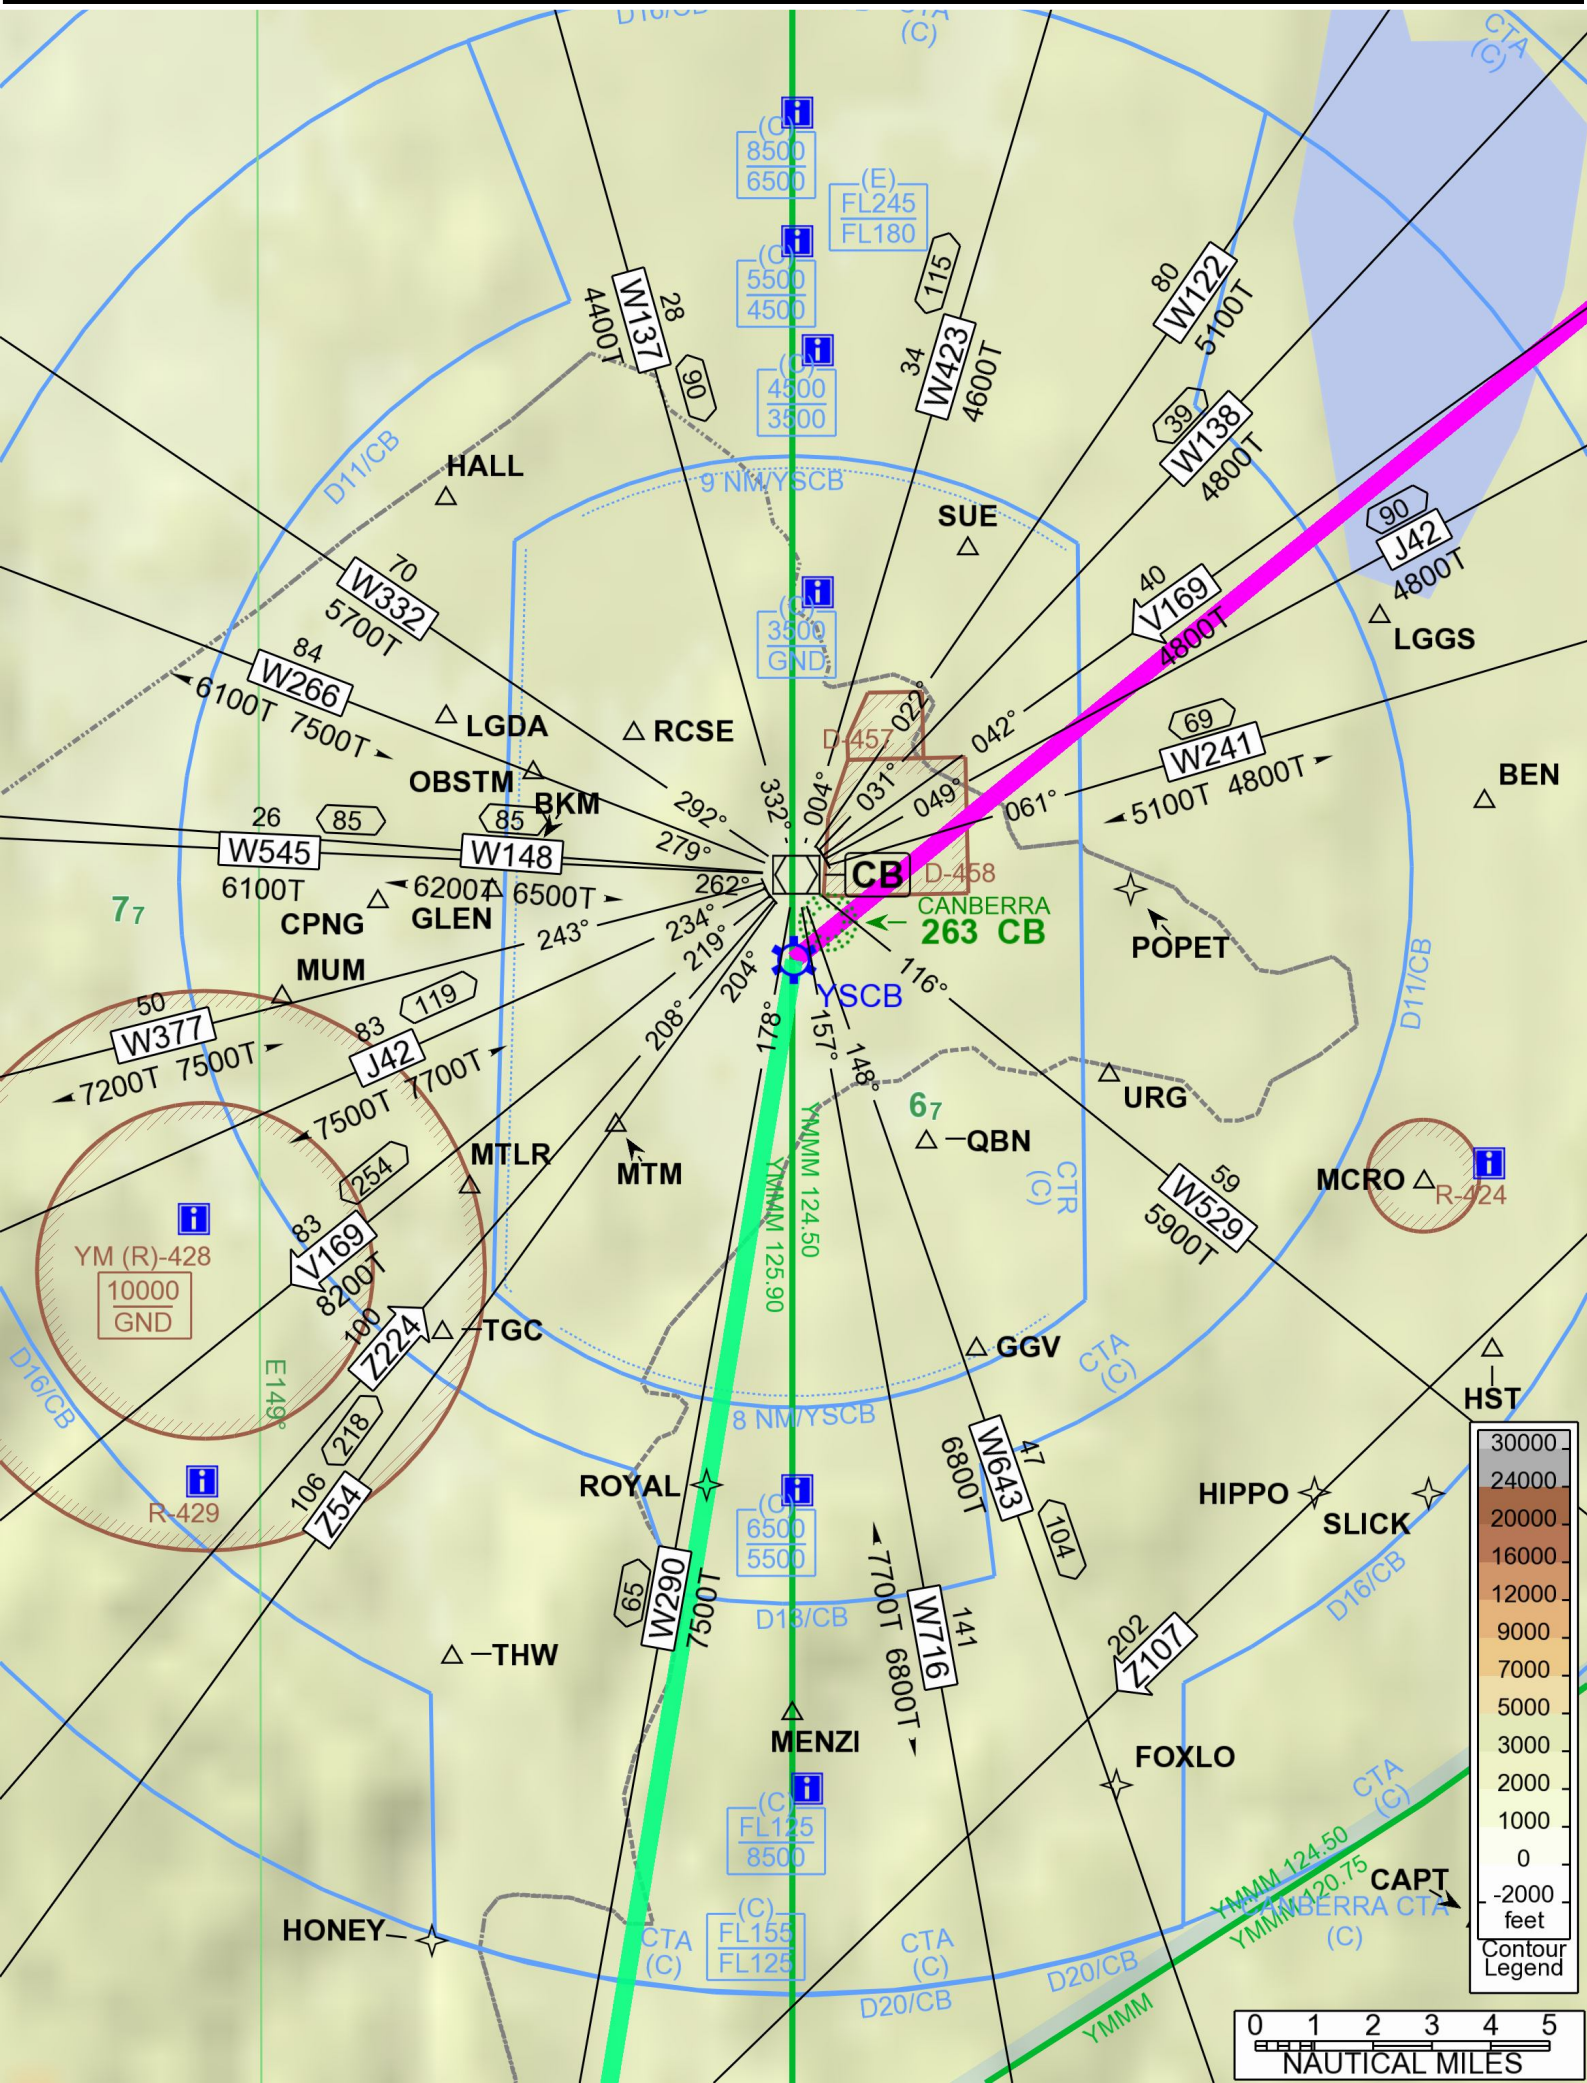 D16/CB
CTA
(C)
CTA
(C)
(C)
8500
6500
(E)
FL245
FL180
(C)
5500
4500
(C)
4500
3500
W137
28
4400T
90
115
34
W423
4600T
80
W122
5100T
39
W138
4800T
HALL
D11/CB
9 NM/YSCB
SUE
90
J42
4800T
LGGS
70
W332
5700T
40
V169
4800T
(C)
3500
GND
84
W266
6100T 7500T
LGDA
RCSE
D-457
022°
042°
69
W241
5100T 4800T
BEN
OBSTM
BKM
292°
332°
004°
031°
049°
061°
26
85
85
W545
W148
279°
6100T
6200T 6500T
262°
CB
D-458
77
CPNG
GLEN
CANBERRA
263 CB
243°
234°
219°
204°
116°
POPET
MUM
YSCB
D11/CB
50
W377
7200T 7500T
119
83
J42
7500T 7700T
208°
178°
157°
148°
67
URG
QBN
MTLR
MTM
254
YMMM 124.50
YMMM 125.90
CTR
(C)
MCRO
R-424
59
W529
5900T
YM (R)-428
10000
GND
83
V169
8200T
100
Z224
TGC
GGV
CTA
(C)
D16/CB
E149°
HST
8 NM/YSCB
218
106
Z54
R-429
ROYAL
(C)
6500
5500
6800T
W643
47
104
HIPPO
SLICK
D16/CB
65
W290
7500T
D13/CB
7700T 6800T
W716
141
202
Z107
THW
MENZI
FOXLO
(C)
FL125
8500
CTA
(C)
YMMM 124.50
YMMM 120.75
CANBERRA CTA
(C)
CAPT
HONEY
CTA
(C)
(C)
FL155
FL125
CTA
(C)
D20/CB
D20/CB
YMMM
30000
24000
20000
16000
12000
9000
7000
5000
3000
2000
1000
0
-2000
feet
Contour
Legend
0 1 2 3 4 5
NAUTICAL MILES